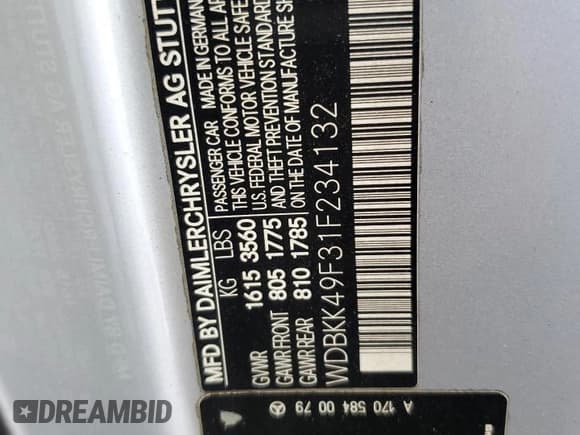 MFD BY DAIMLERCHRYSLER AG STUTT
PASSENGER CAR MADE IN GERMAN
KG LBS THIS VEHICLE CONFORMS TO ALL AP
GVWR 1615 3560 U.S. FEDERAL MOTOR VEHICLE SAFE
GAWR FRONT 805 1775 AND THEFT PREVENTION STANDARD
GAWR REAR 810 1785 ON THE DATE OF MANUFACTURE
WDBKK49F31F234132
A 170 584 00 79
DREAMBID